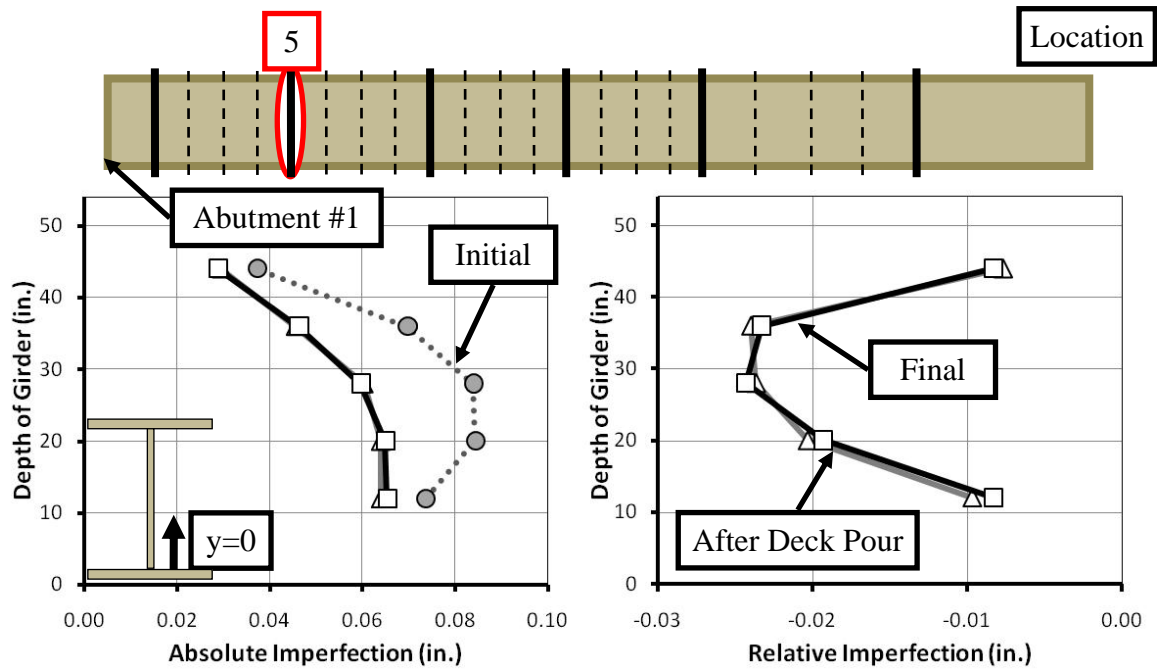 5
Location
Abutment #1
Initial
y=0
50
40
30
20
10
0
Depth of Girder (in.)
0.00 0.02 0.04 0.06 0.08 0.10
Absolute Imperfection (in.)
Final
After Deck Pour
50
40
30
20
10
0
Depth of Girder (in.)
-0.03 -0.02 -0.01 0.00
Relative Imperfection (in.)